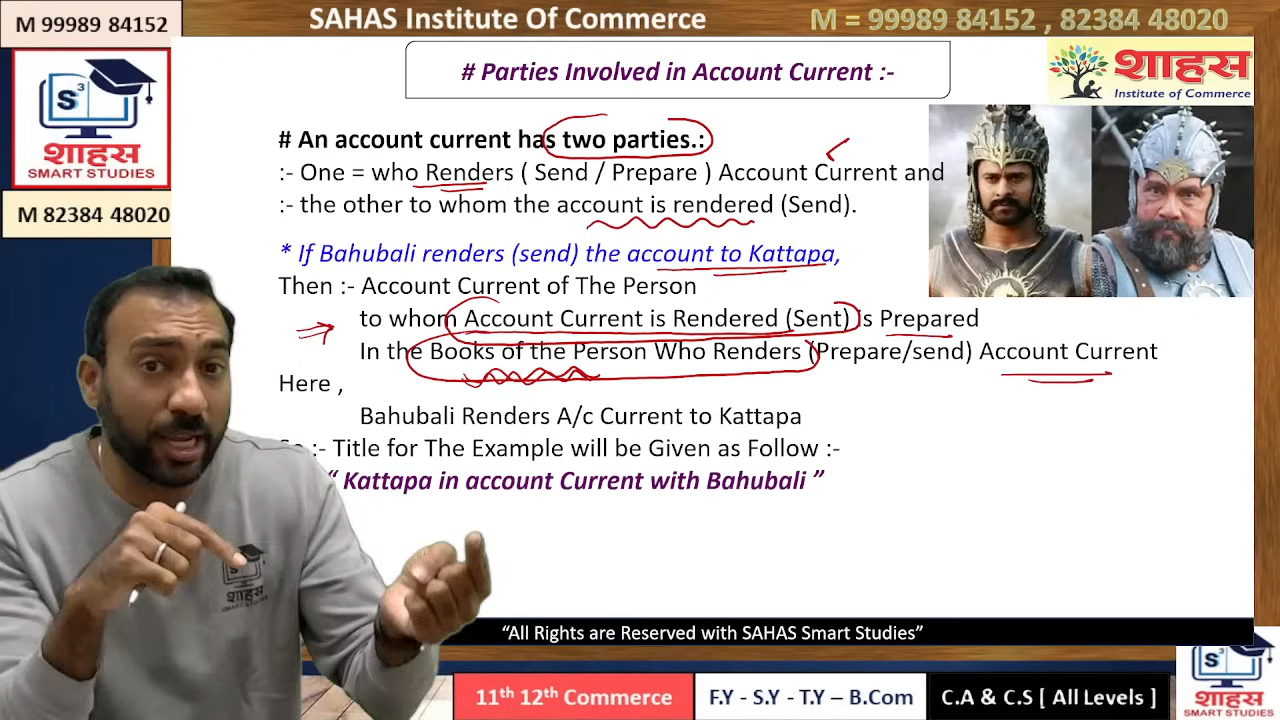 M 99989 84152
SAHAS Institute Of Commerce
M = 99989 84152 , 82384 48020
S³
शाहस
SMART STUDIES
M 82384 48020
# Parties Involved in Account Current :-
शाहस
Institute of Commerce
# An account current has two parties.:
:- One = who Renders ( Send / Prepare ) Account Current and
:- the other to whom the account is rendered (Send).
* If Bahubali renders (send) the account to Kattapa,
Then :- Account Current of The Person
to whom Account Current is Rendered (Sent) is Prepared
In the Books of the Person Who Renders (Prepare/send) Account Current
Here ,
Bahubali Renders A/c Current to Kattapa
So :- Title for The Example will be Given as Follow :-
“ Kattapa in account Current with Bahubali ”
शाहस
SMART STUDIES
“All Rights are Reserved with SAHAS Smart Studies”
11th 12th Commerce
F.Y - S.Y - T.Y – B.Com
C.A & C.S [ All Levels ]
S³
शाहस
SMART STUDIES